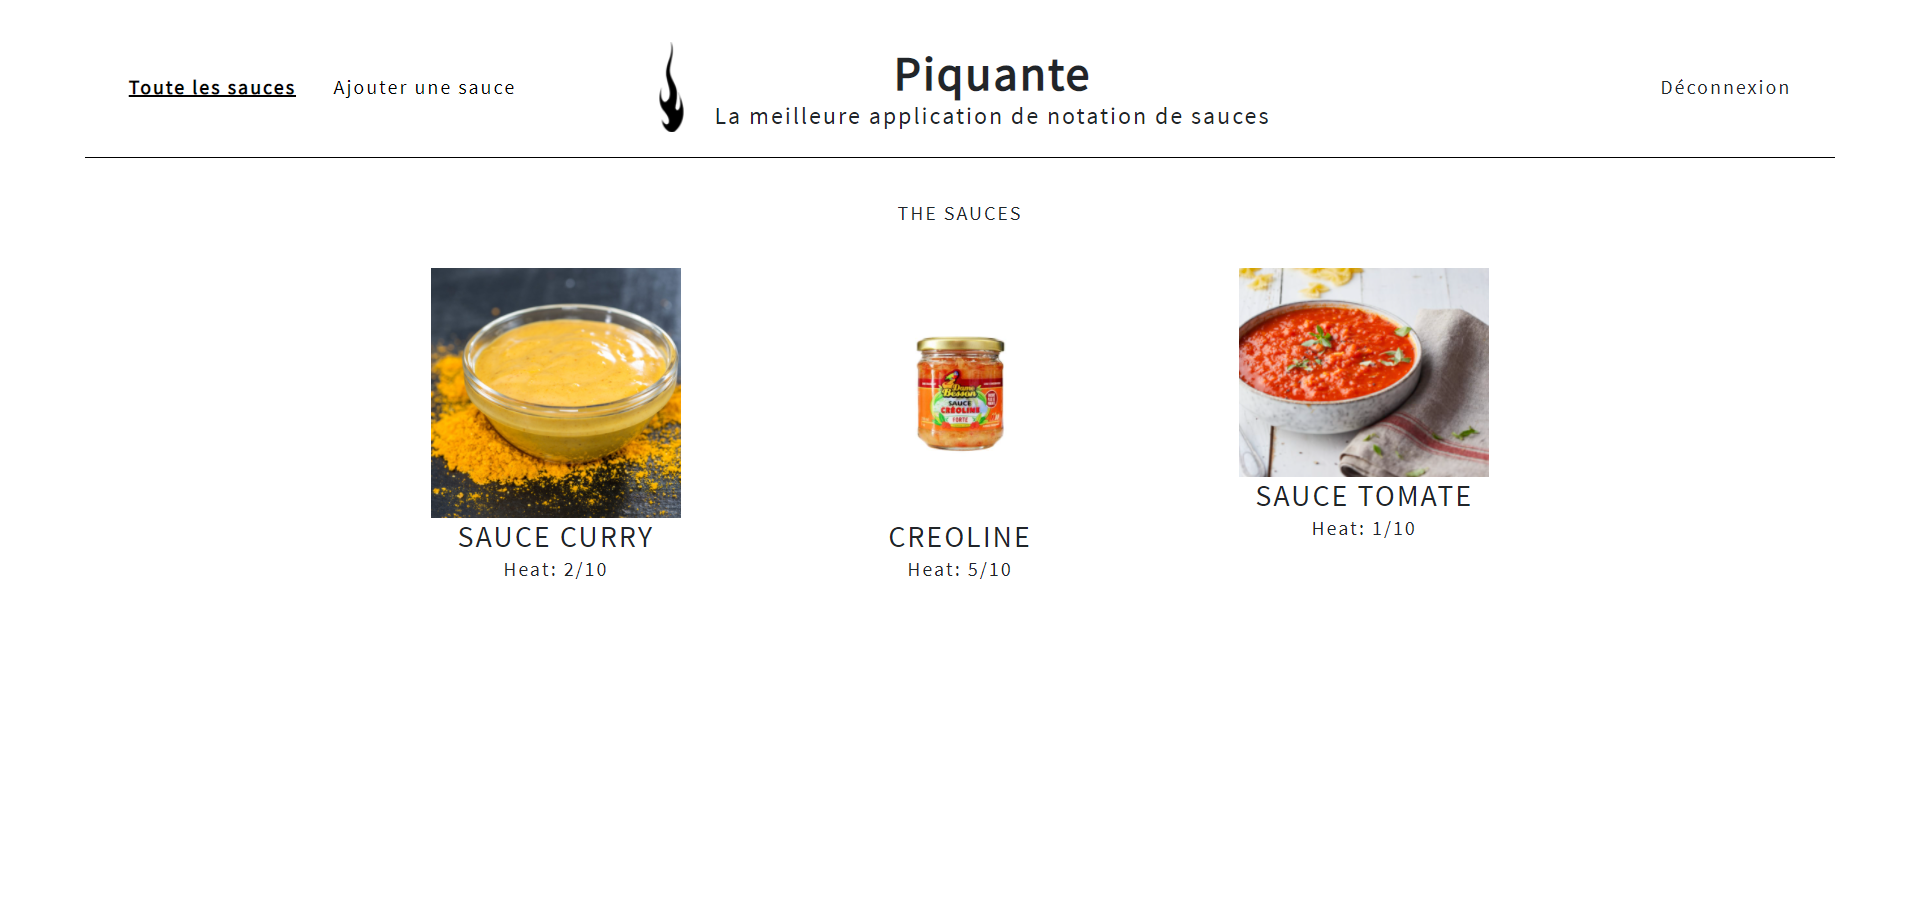 Toute les sauces
Ajouter une sauce
Piquante
La meilleure application de notation de sauces
Déconnexion
THE SAUCES
Dame
Besson
SAUCE
CRÉOLINE
FORTE
SAUCE CURRY
Heat: 2/10
CREOLINE
Heat: 5/10
SAUCE TOMATE
Heat: 1/10